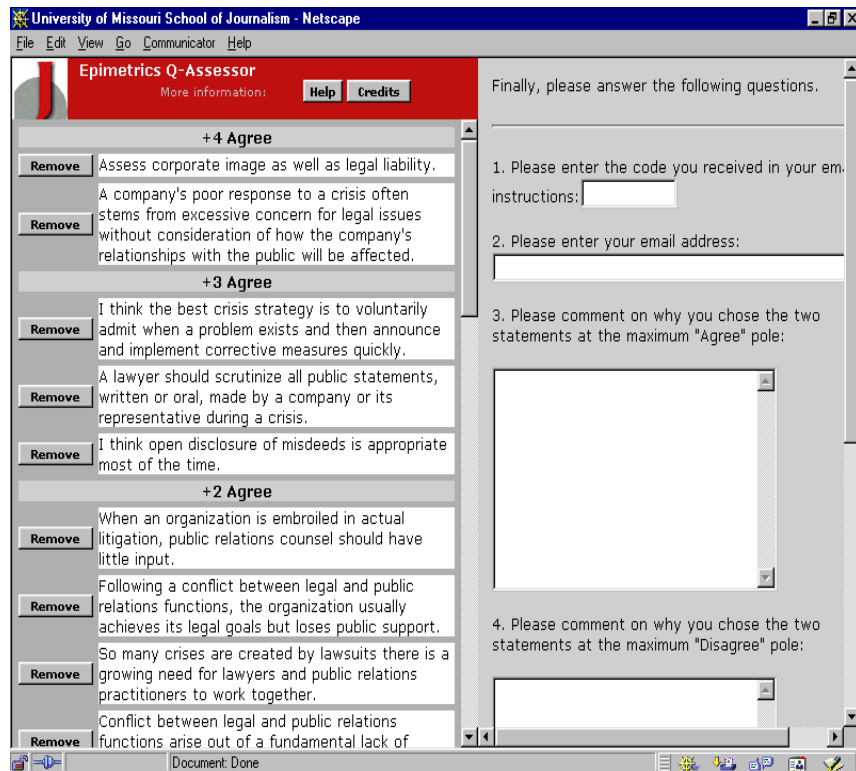 University of Missouri School of Journalism - Netscape
File Edit View Go Communicator Help
Epimetrics Q-Assessor
More information: Help Credits
+4 Agree
Remove Assess corporate image as well as legal liability.
A company's poor response to a crisis often
Remove stems from excessive concern for legal issues
without consideration of how the company's
relationships with the public will be affected.
+3 Agree
I think the best crisis strategy is to voluntarily
Remove admit when a problem exists and then announce
and implement corrective measures quickly.
A lawyer should scrutinize all public statements,
Remove written or oral, made by a company or its
representative during a crisis.
Remove I think open disclosure of misdeeds is appropriate
most of the time.
+2 Agree
When an organization is embroiled in actual
Remove litigation, public relations counsel should have
little input.
Following a conflict between legal and public
Remove relations functions, the organization usually
achieves its legal goals but loses public support.
So many crises are created by lawsuits there is a
Remove growing need for lawyers and public relations
practitioners to work together.
Conflict between legal and public relations
Remove functions arise out of a fundamental lack of
Finally, please answer the following questions.
1. Please enter the code you received in your em
instructions:
2. Please enter your email address:
3. Please comment on why you chose the two
statements at the maximum "Agree" pole:
4. Please comment on why you chose the two
statements at the maximum "Disagree" pole:
Document: Done